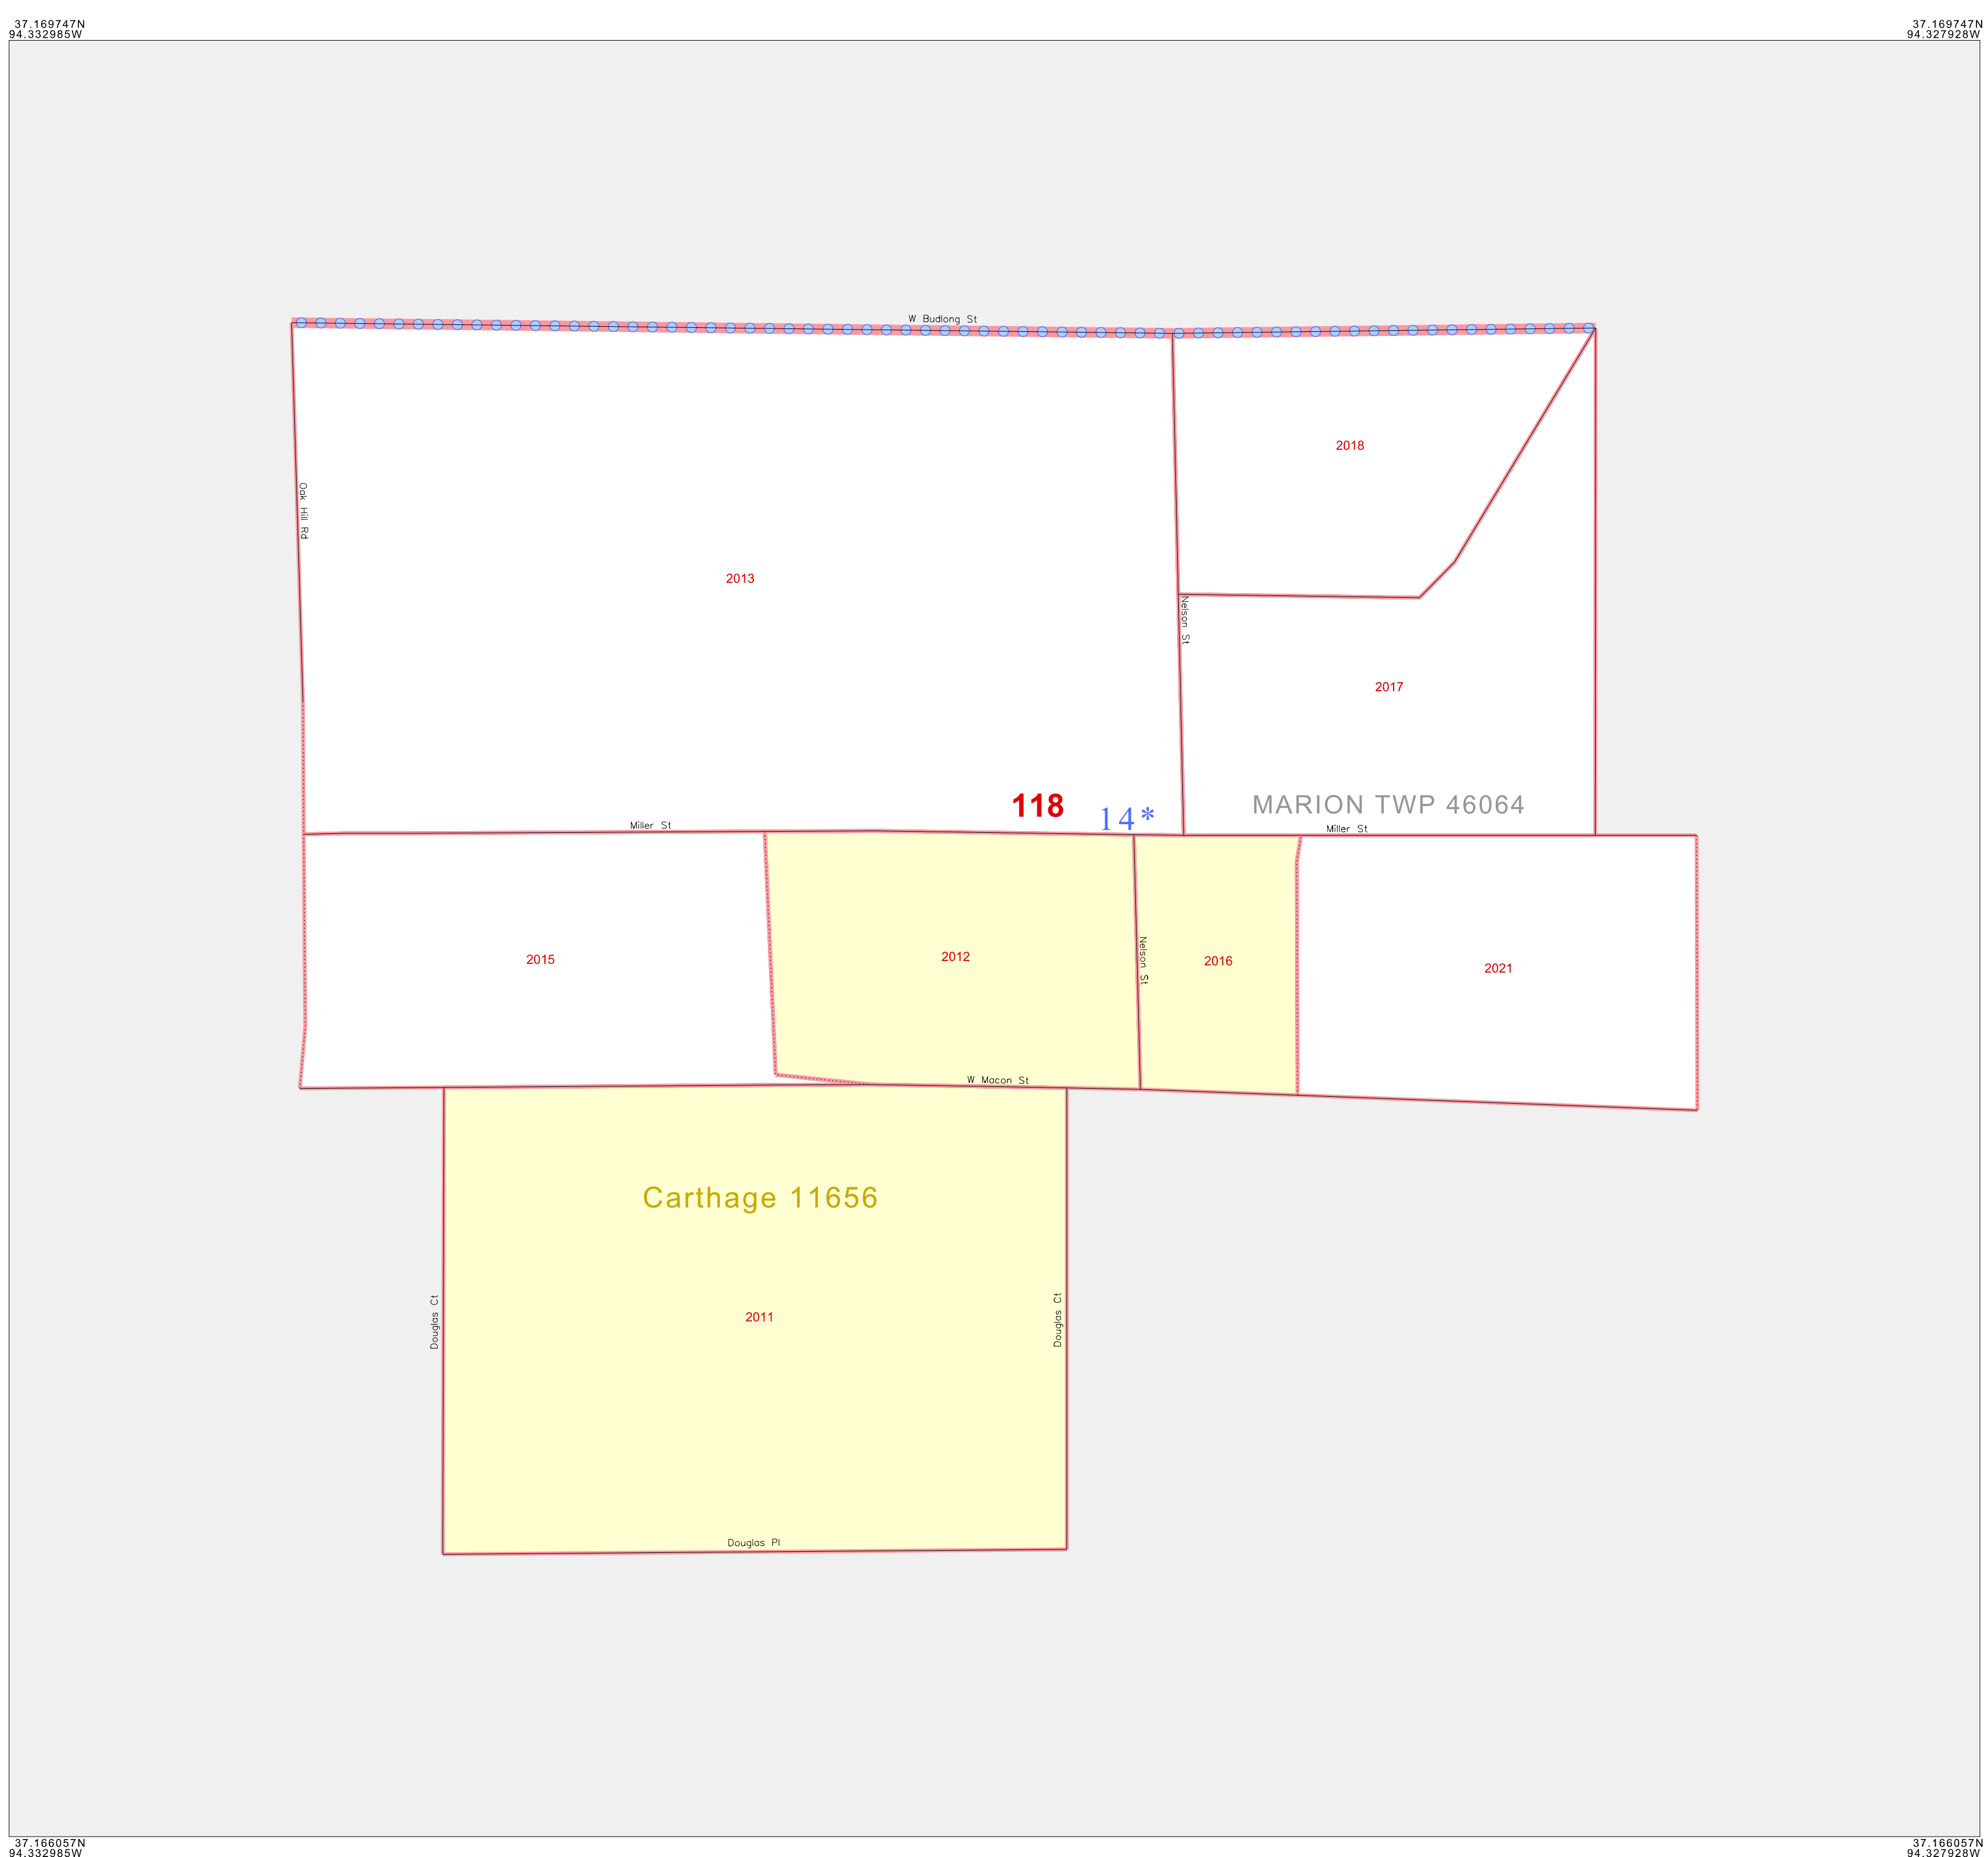 37.169747N
94.332985W
37.169747N
94.327928W
W Budlong St
2018
Oak Hill Rd
2013
Nelson St
2017
118
14*
MARION TWP 46064
Miller St
Miller St
2015
2012
Nelson St
2016
2021
W Macon St
Carthage 11656
Douglas Ct
2011
Douglas Ct
Douglas Pl
37.166057N
94.332985W
37.166057N
94.327928W